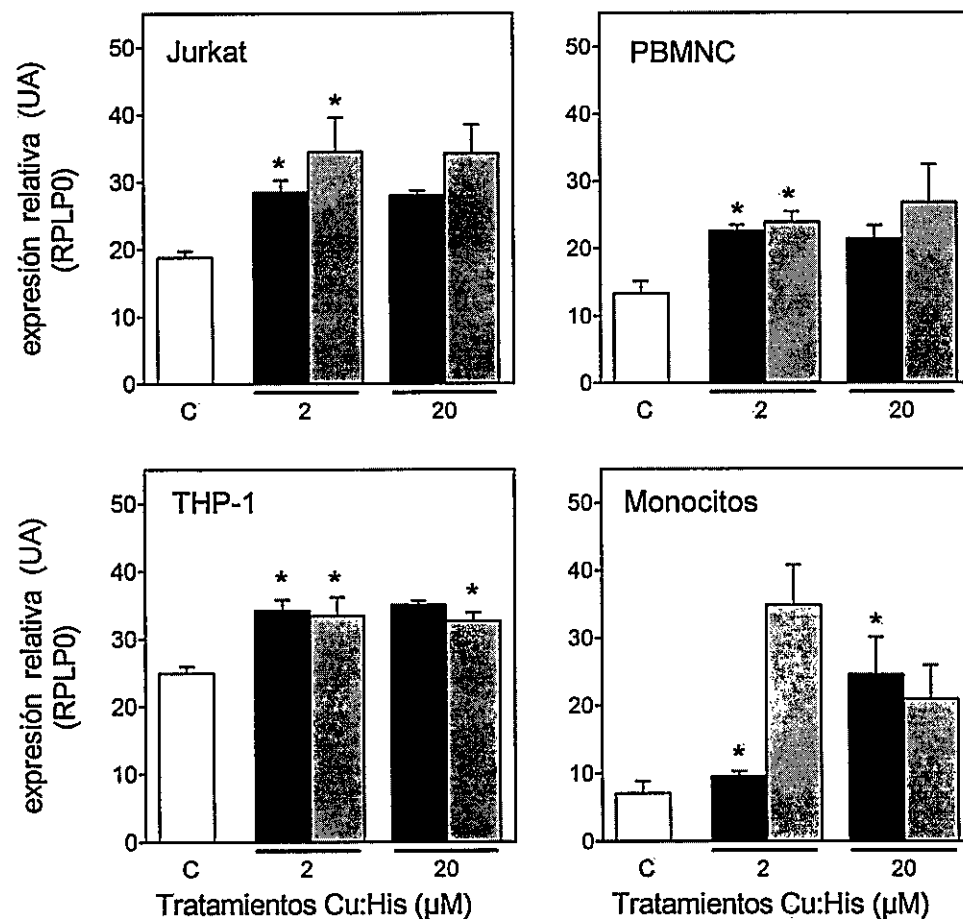 Jurkat
PBMNC
expresión relativa (UA)
(RPLP0)
50
40
30
20
10
0
*
*
C
2
20
50
40
30
20
10
0
*
*
C
2
20
THP-1
Monocitos
expresión relativa (UA)
(RPLP0)
50
40
30
20
10
0
*
*
*
C
2
20
50
40
30
20
10
0
*
*
C
2
20
Tratamientos Cu:His (µM)
Tratamientos Cu:His (µM)